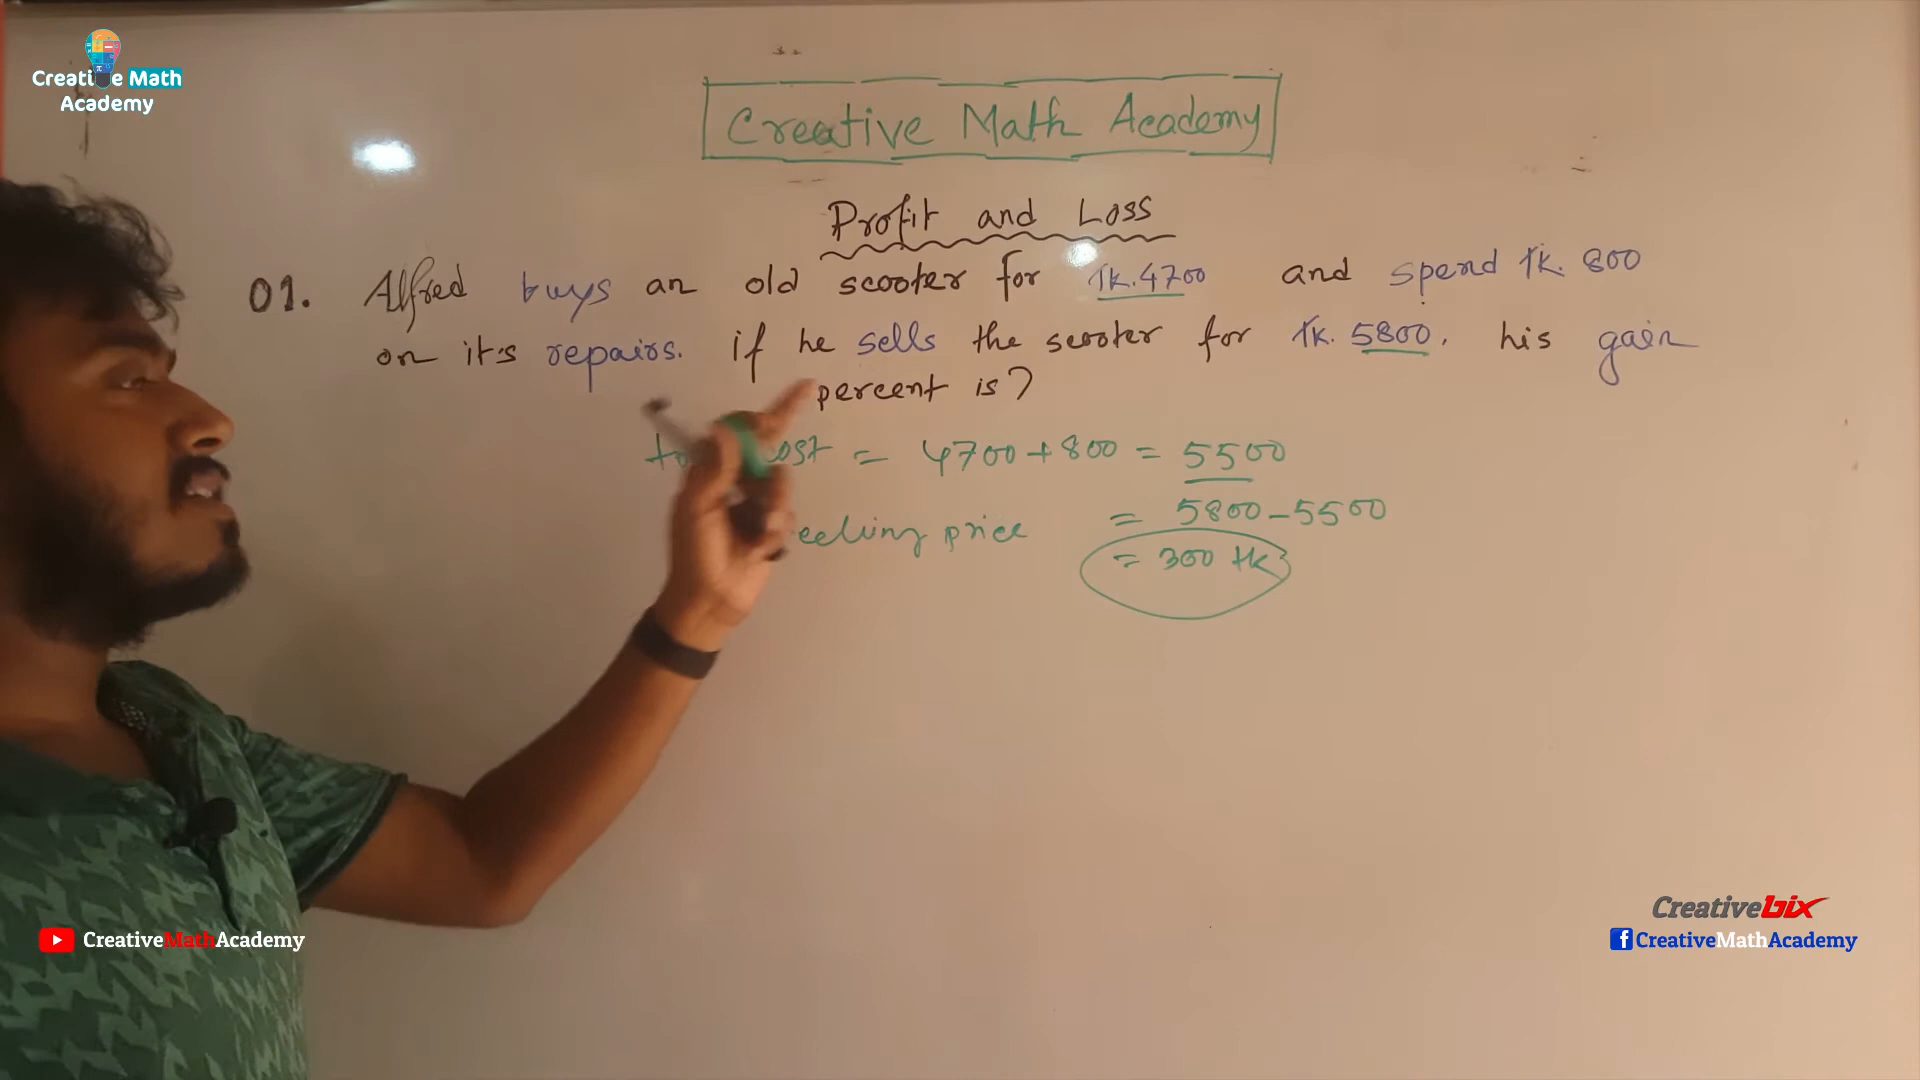 Creative Math
Academy
Creative Math Academy
Profit and Loss
01. Alfred buys an old scooter for Tk.4700 and spend Tk. 800
on it's repairs. if he sells the scooter for Tk. 5800. his gain
percent is?
cost = 4700+800 = 5500
= 5800-5500
price
= 300 tk
Creativebix
CreativeMathAcademy
CreativeMathAcademy